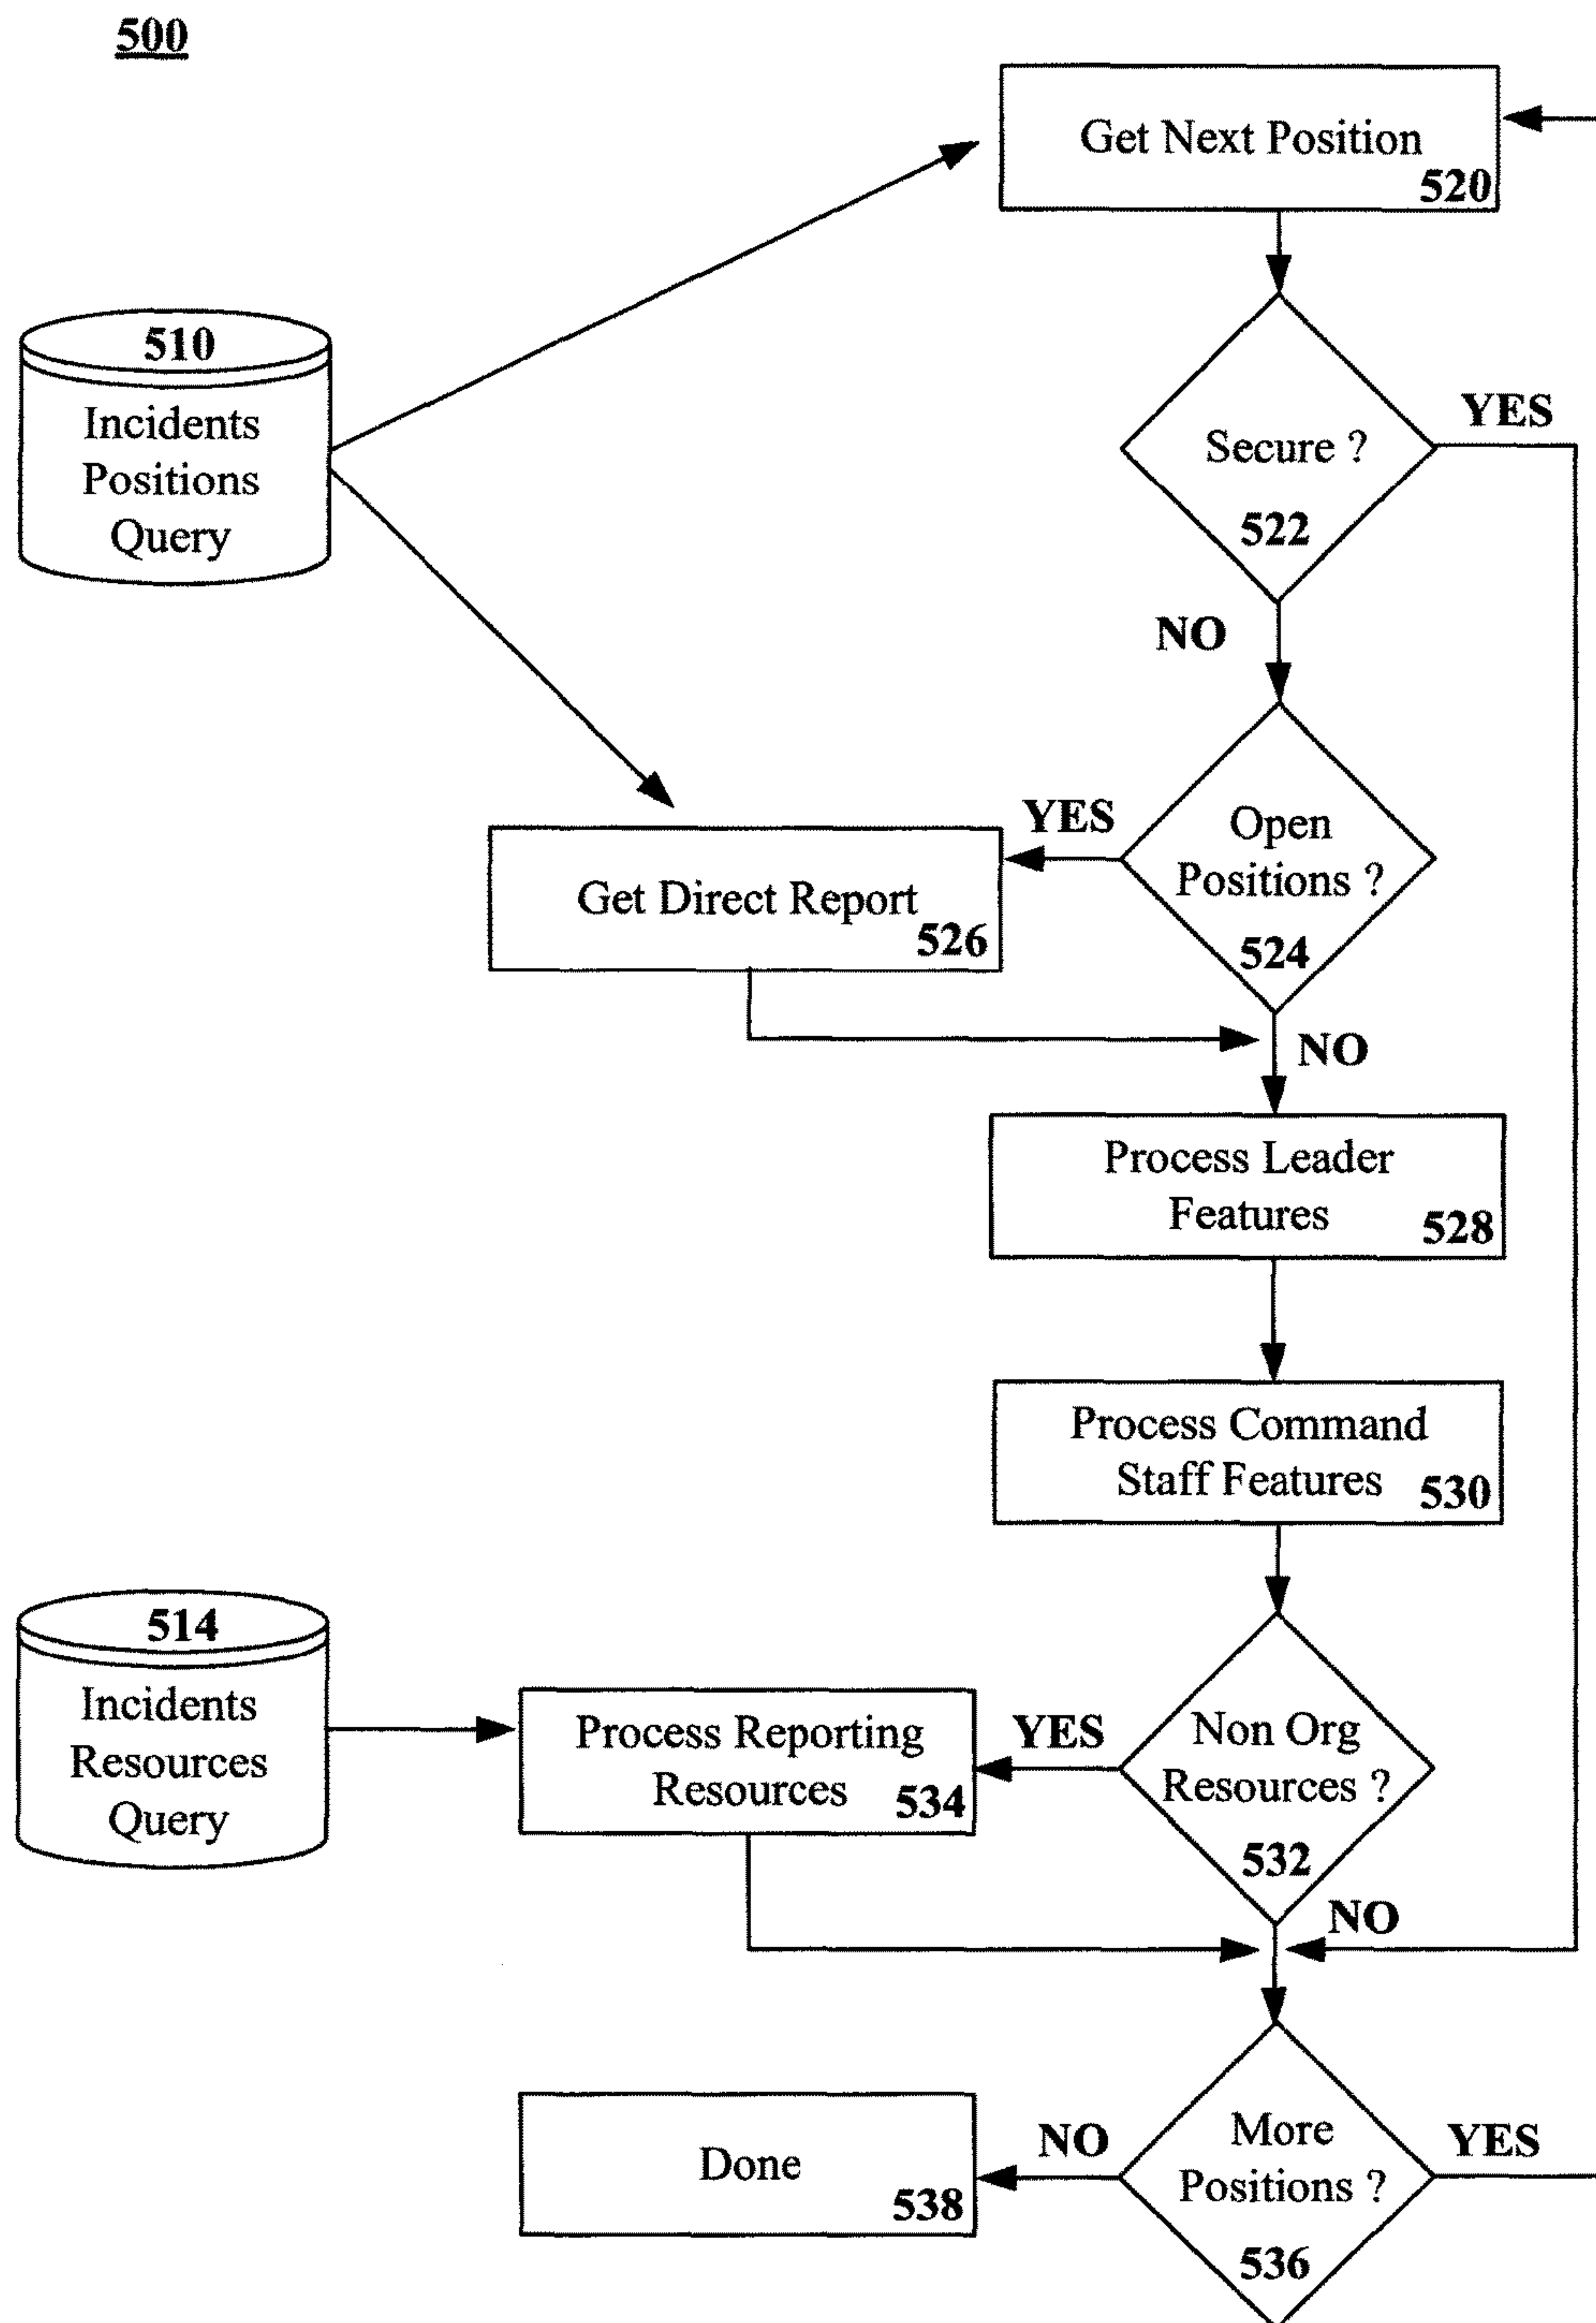 500
Get Next Position
520
510
Incidents
Positions
Query
Secure ?
522
YES
NO
Open
Positions ?
524
YES
Get Direct Report
526
NO
Process Leader
Features
528
Process Command
Staff Features
530
514
Incidents
Resources
Query
Process Reporting
Resources
534
YES
Non Org
Resources ?
532
NO
More
Positions ?
536
NO
YES
Done
538